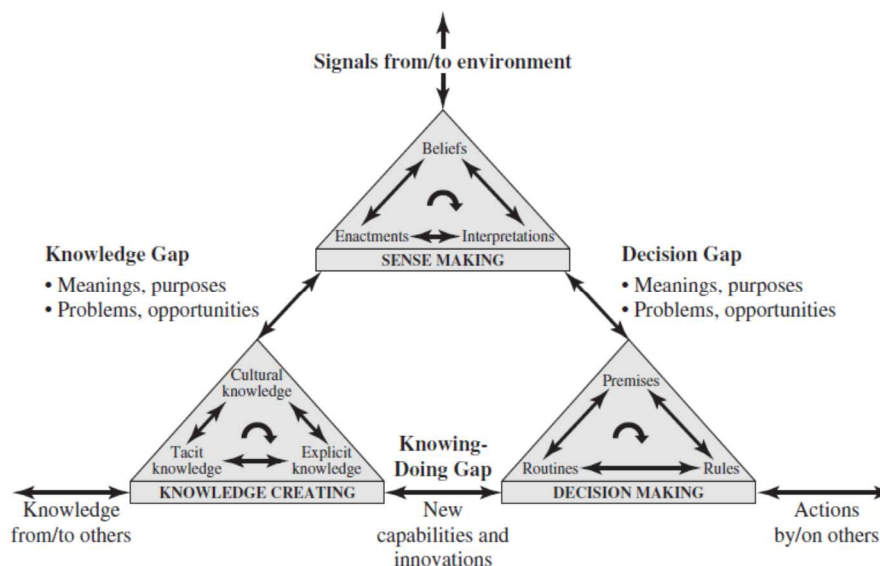 Signals from/to environment
Beliefs
Enactments
Interpretations
SENSE MAKING
Knowledge Gap
• Meanings, purposes
• Problems, opportunities
Decision Gap
• Meanings, purposes
• Problems, opportunities
Cultural
knowledge
Tacit
knowledge
Explicit
knowledge
KNOWLEDGE CREATING
Knowing-
Doing Gap
Premises
Routines
Rules
DECISION MAKING
Knowledge
from/to others
New
capabilities and
innovations
Actions
by/on others